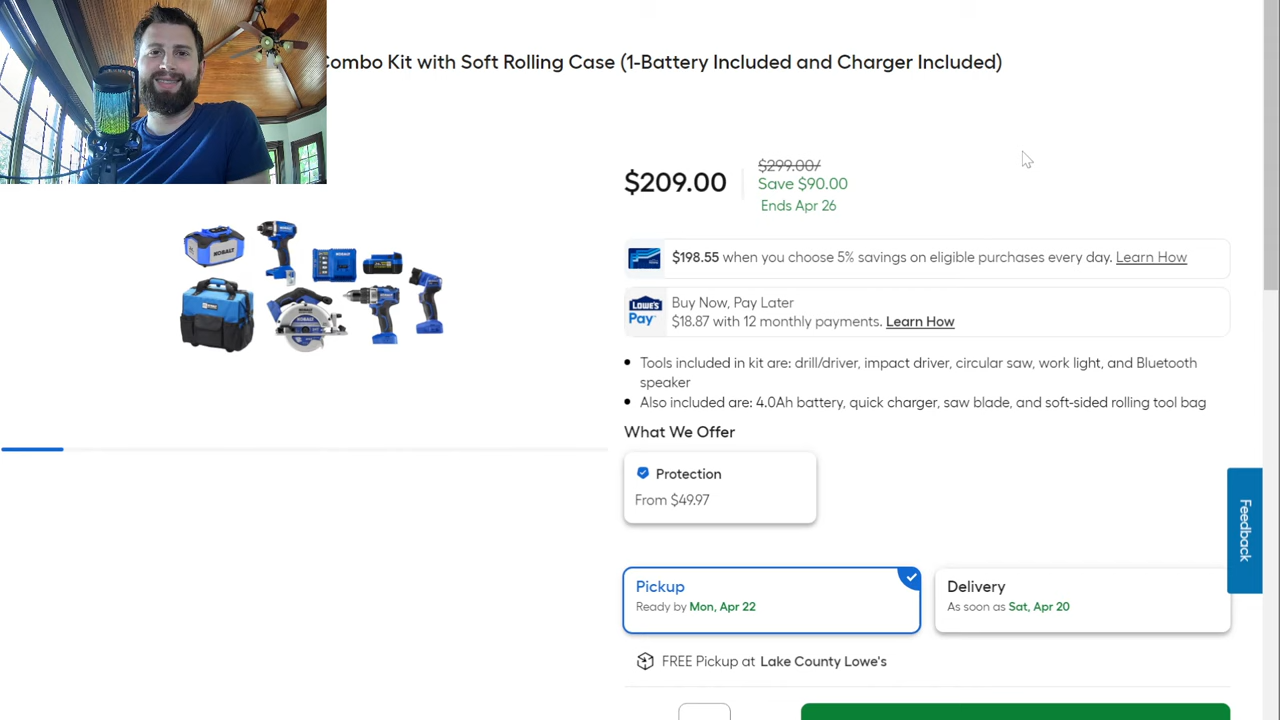 Combo Kit with Soft Rolling Case (1-Battery Included and Charger Included)
$209.00
$299.00/
Save $90.00
Ends Apr 26
$198.55 when you choose 5% savings on eligible purchases every day. Learn How
LOWE'S
Pay
Buy Now, Pay Later
$18.87 with 12 monthly payments. Learn How
KOBALT
• Tools included in kit are: drill/driver, impact driver, circular saw, work light, and Bluetooth
speaker
• Also included are: 4.0Ah battery, quick charger, saw blade, and soft-sided rolling tool bag
What We Offer
Protection
From $49.97
Feedback
Pickup
Ready by Mon, Apr 22
Delivery
As soon as Sat, Apr 20
FREE Pickup at Lake County Lowe's